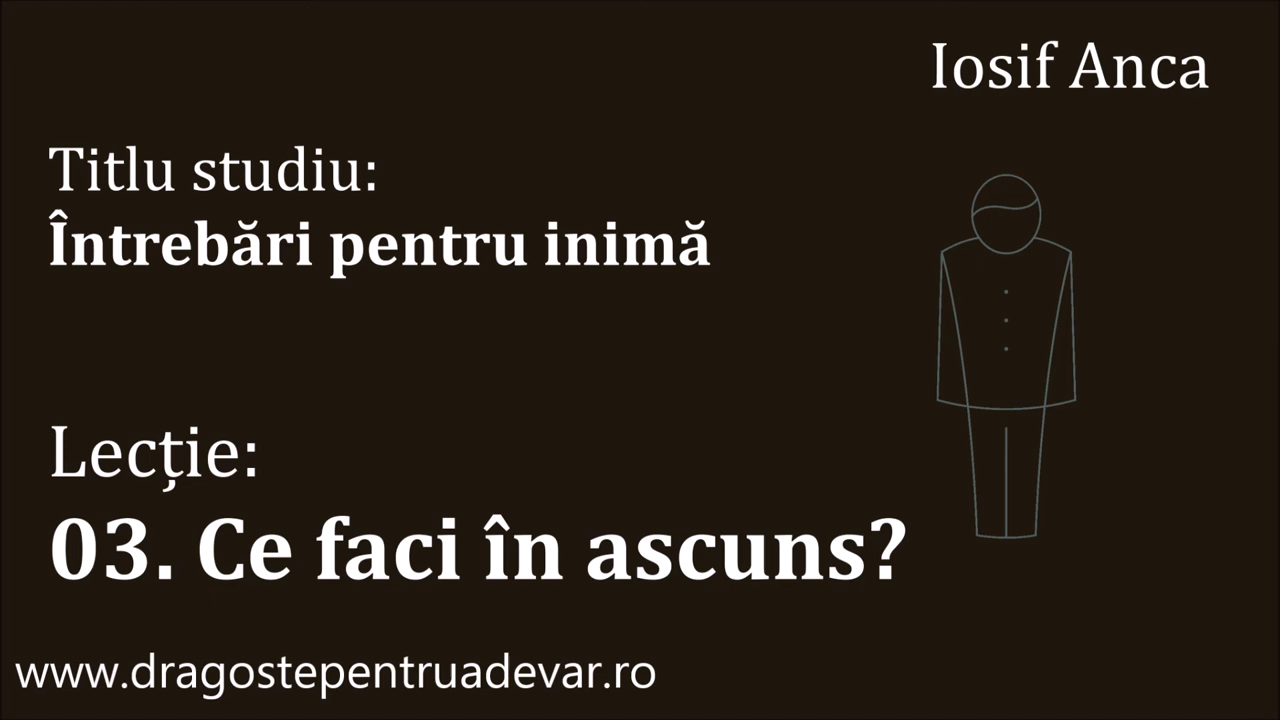 Iosif Anca
Titlu studiu:
Întrebări pentru inimă
Lecție:
03. Ce faci în ascuns?
www.dragostepentruadevar.ro